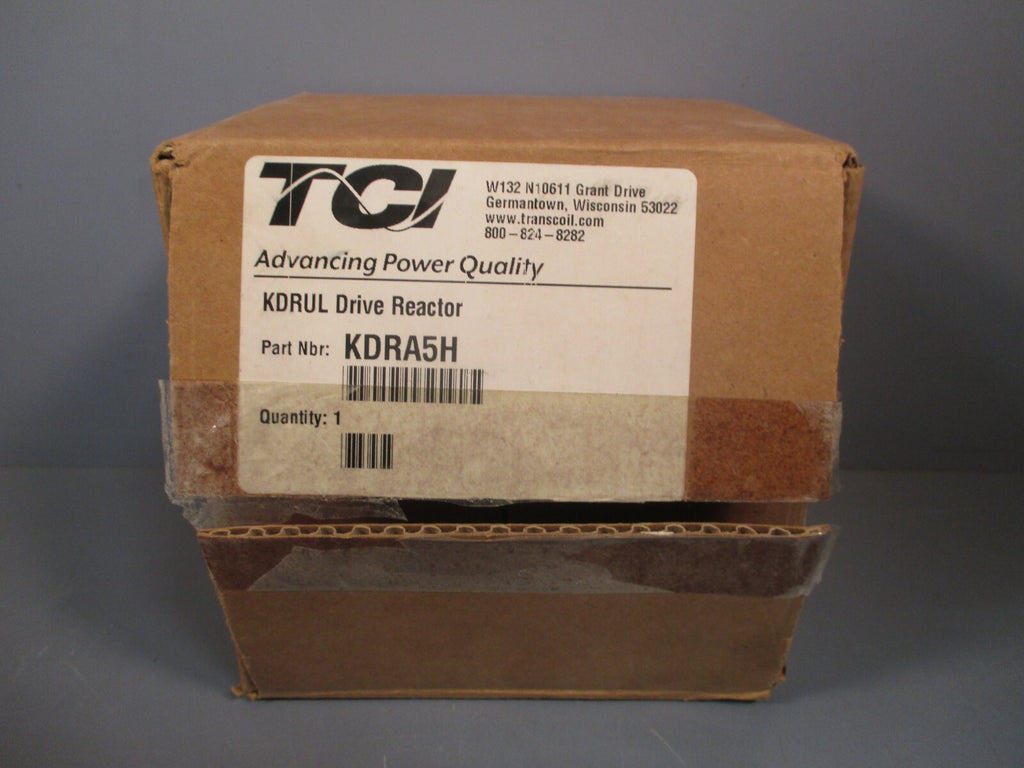 TCI
W132 N10611 Grant Drive
Germantown, Wisconsin 53022
www.transcoil.com
800-824-8282
Advancing Power Quality
KDRUL Drive Reactor
Part Nbr: KDRA5H
Quantity: 1